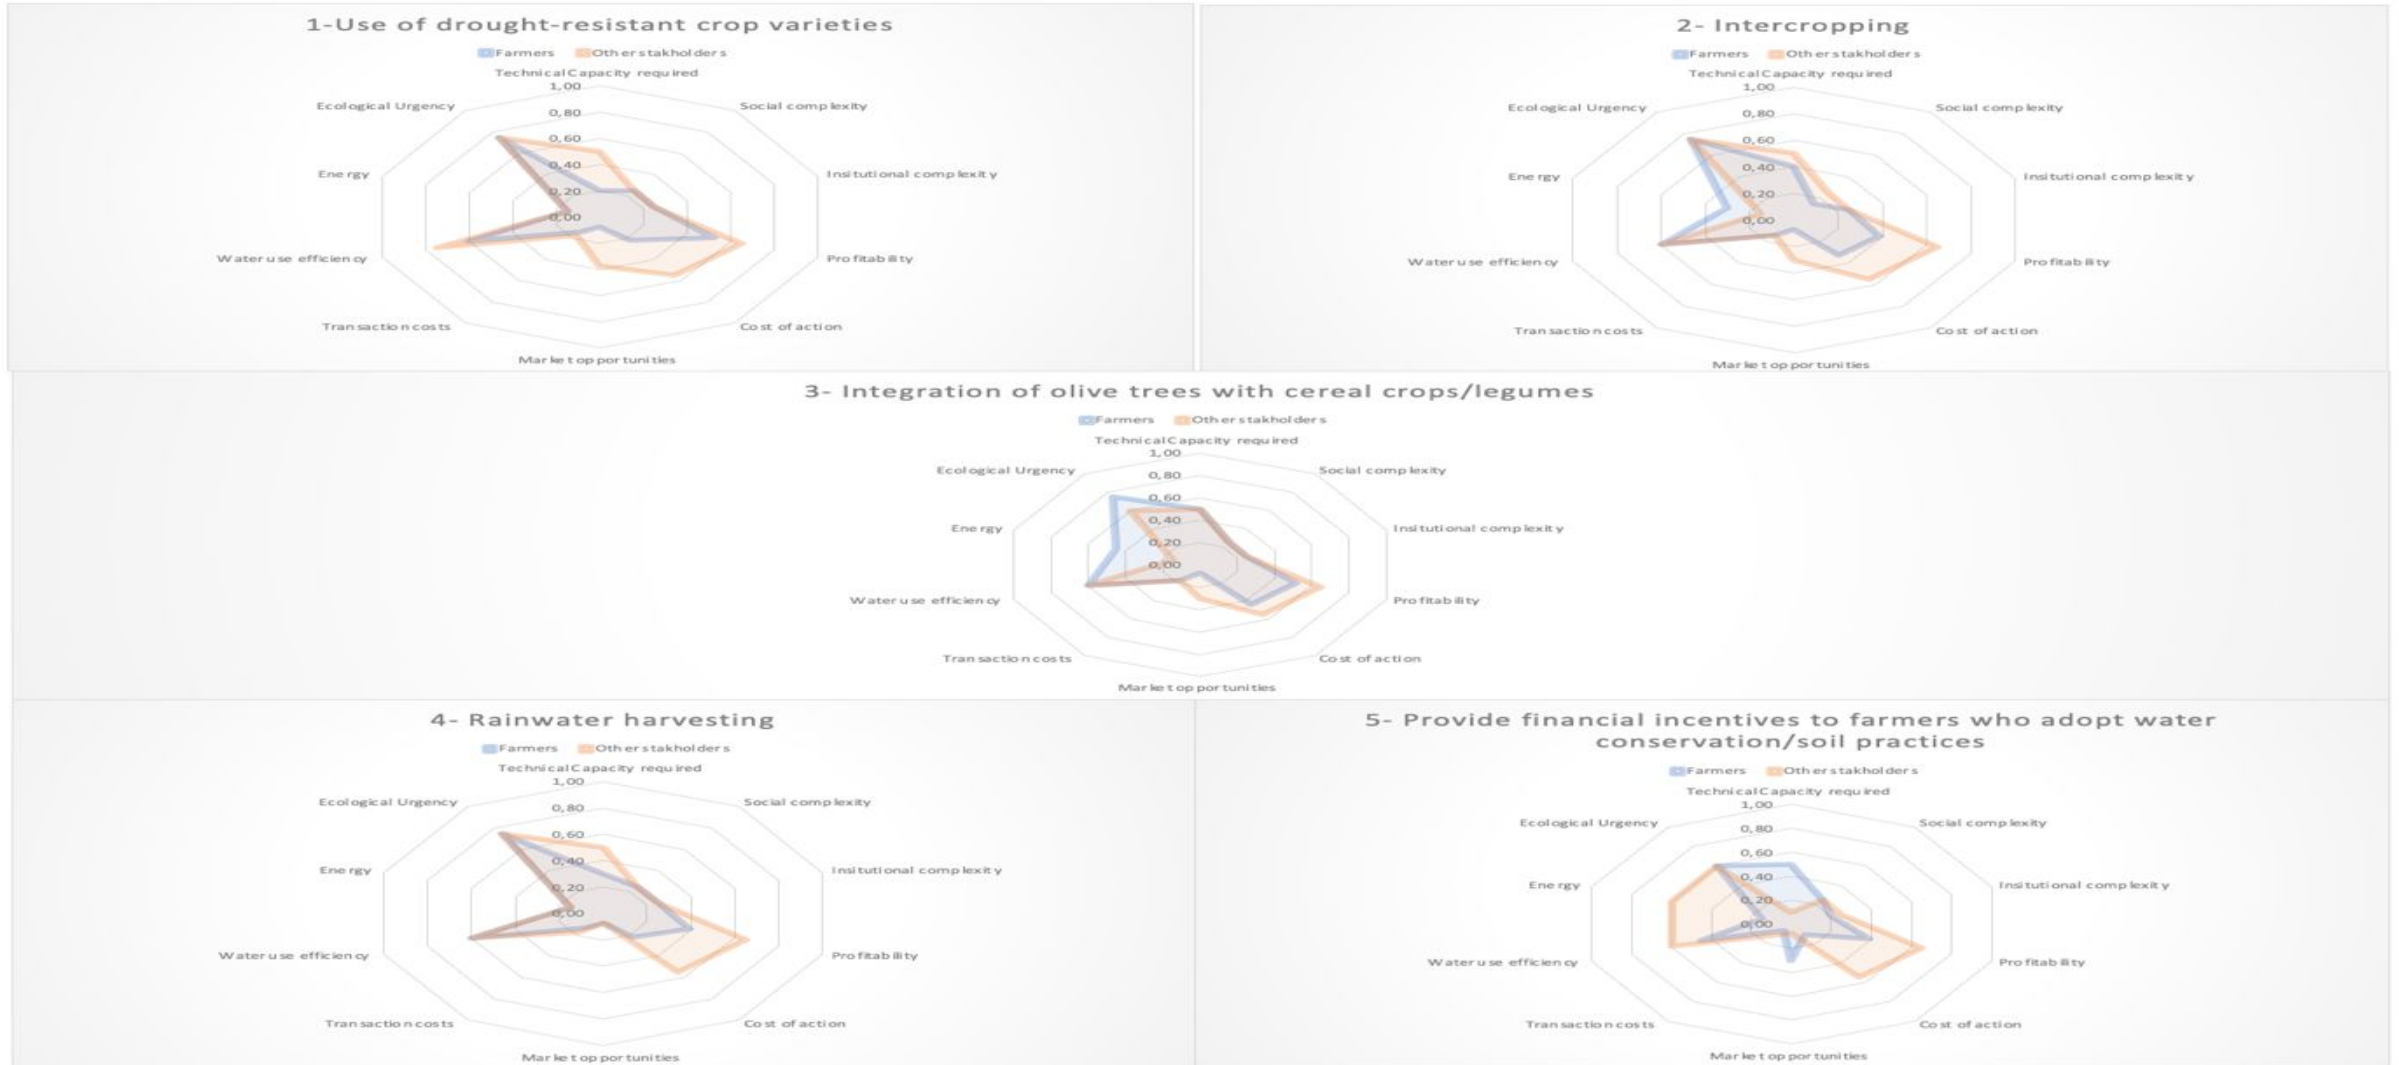 1-Use of drought-resistant crop varieties
Farmers Other stakholders
Technical Capacity required
1,00
Ecological Urgency Social complexity
0,80
0,60
0,40
Energy Insitutional complexity
0,20
0,00
Water use efficiency Profitability
Transaction costs Cost of action
Market opportunities
2- Intercropping
Farmers Other stakholders
Technical Capacity required
1,00
Ecological Urgency Social complexity
0,80
0,60
0,40
Energy Insitutional complexity
0,20
0,00
Water use efficiency Profitability
Transaction costs Cost of action
Market opportunities
3- Integration of olive trees with cereal crops/legumes
Farmers Other stakholders
Technical Capacity required
1,00
Ecological Urgency Social complexity
0,80
0,60
0,40
Energy Insitutional complexity
0,20
0,00
Water use efficiency Profitability
Transaction costs Cost of action
Market opportunities
4- Rainwater harvesting
Farmers Other stakholders
Technical Capacity required
1,00
Ecological Urgency Social complexity
0,80
0,60
0,40
Energy Insitutional complexity
0,20
0,00
Water use efficiency Profitability
Transaction costs Cost of action
Market opportunities
5- Provide financial incentives to farmers who adopt water
conservation/soil practices
Farmers Other stakholders
Technical Capacity required
1,00
Ecological Urgency Social complexity
0,80
0,60
0,40
Energy Insitutional complexity
0,20
0,00
Water use efficiency Profitability
Transaction costs Cost of action
Market opportunities